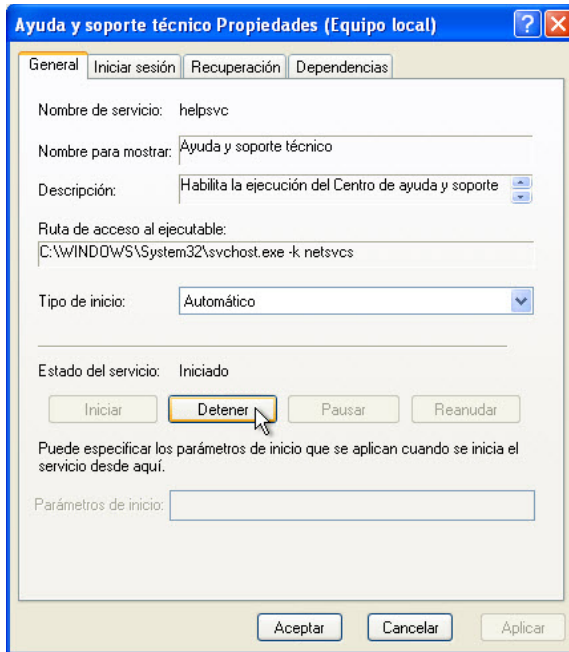 Ayuda y soporte técnico Propiedades (Equipo local)
General Iniciar sesión Recuperación Dependencias
Nombre de servicio: helpsvc
Nombre para mostrar: Ayuda y soporte técnico
Descripción: Habilita la ejecución del Centro de ayuda y soporte
Ruta de acceso al ejecutable:
C:\WINDOWS\System32\svchost.exe -k netsvcs
Tipo de inicio: Automático
Estado del servicio: Iniciado
Iniciar Detener Pausar Reanudar
Puede especificar los parámetros de inicio que se aplican cuando se inicia el
servicio desde aquí.
Parámetros de inicio:
Aceptar Cancelar Aplicar